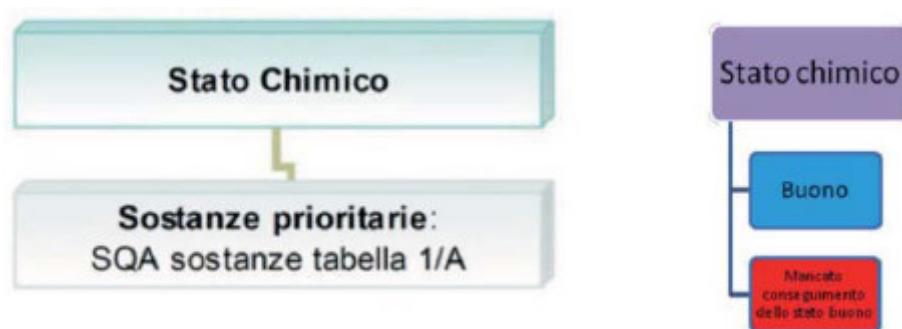 Stato Chimico
Sostanze prioritarie:
SQA sostanze tabella 1/A
Stato chimico
Buono
Mancato
conseguimento
dello stato buono